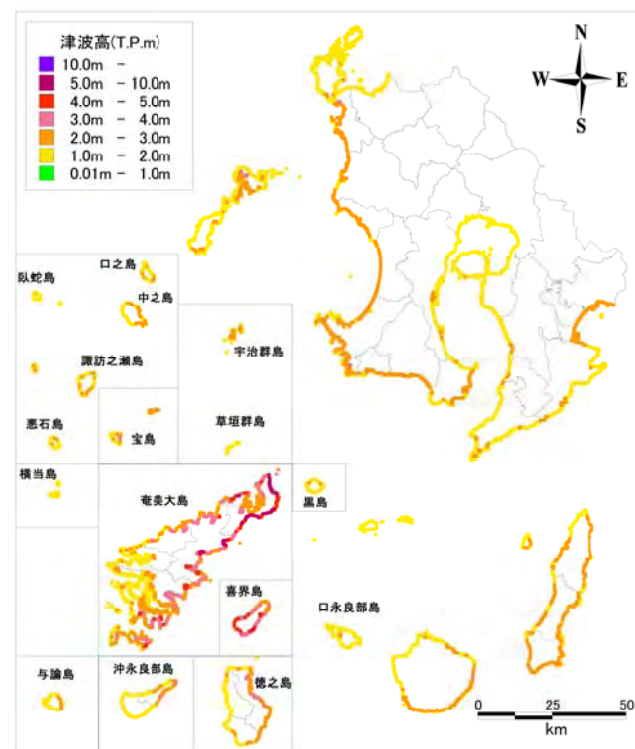 津波高(T.P.m)
10.0m －
5.0m － 10.0m
4.0m － 5.0m
3.0m － 4.0m
2.0m － 3.0m
1.0m － 2.0m
0.01m － 1.0m
N
W E
S
臥蛇島
口之島
中之島
諏訪之瀬島
宇治群島
悪石島
宝島
草垣群島
横当島
奄美大島
黒島
喜界島
口永良部島
与論島
沖永良部島
徳之島
0 25 50
km